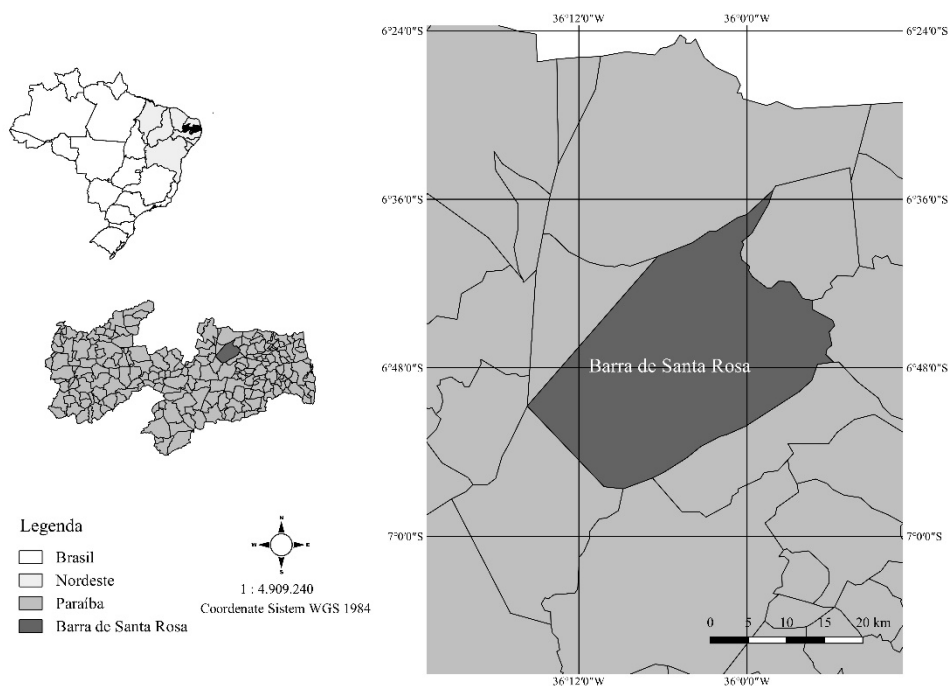 36°12'0"W 36°0'0"W
6°24'0"S 6°24'0"S
6°36'0"S 6°36'0"S
Barra de Santa Rosa
6°48'0"S 6°48'0"S
Legenda
Brasil
Nordeste
Paraíba
Barra de Santa Rosa
N
W E
S
1 : 4.909.240
Coordenate Sistem WGS 1984
7°0'0"S 7°0'0"S
0 5 10 15 20 km
36°12'0"W 36°0'0"W